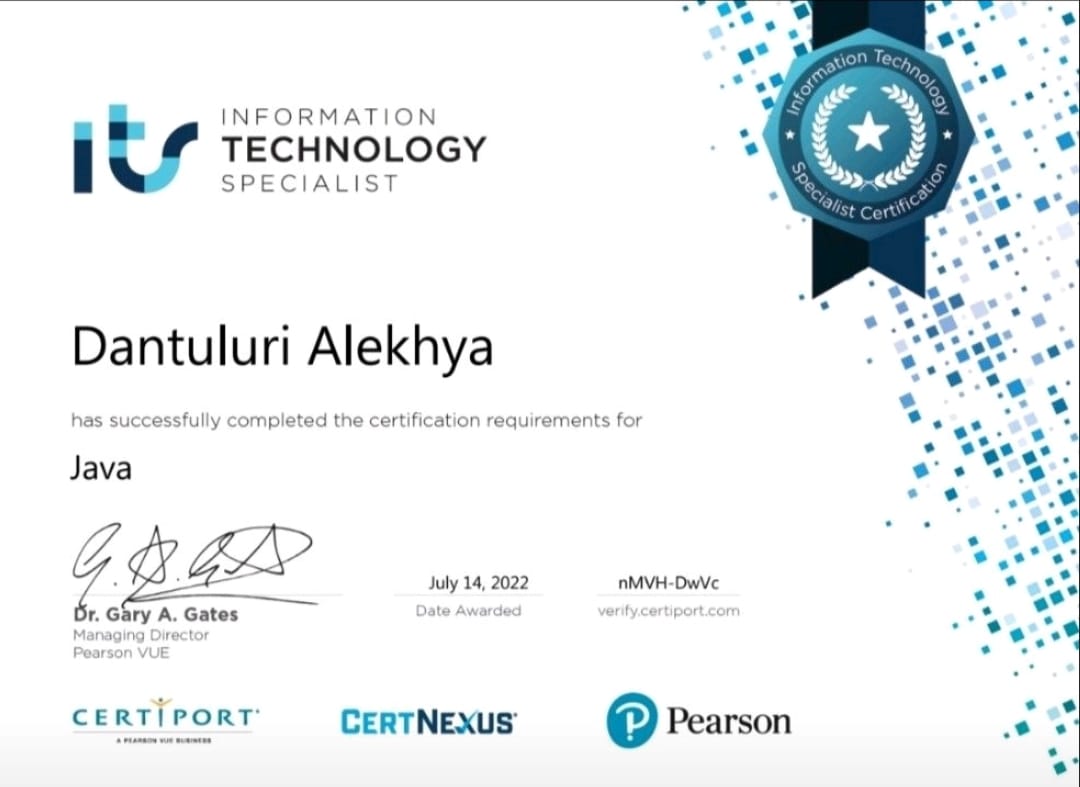 its
INFORMATION
TECHNOLOGY
SPECIALIST
Information Technology
Specialist Certification
Dantuluri Alekhya
has successfully completed the certification requirements for
Java
G. A. Gates
Dr. Gary A. Gates
Managing Director
Pearson VUE
July 14, 2022
Date Awarded
nMVH-DwVc
verify.certiport.com
CERTIPORT
A PEARSON VUE BUSINESS
CERTNEXUS
P Pearson